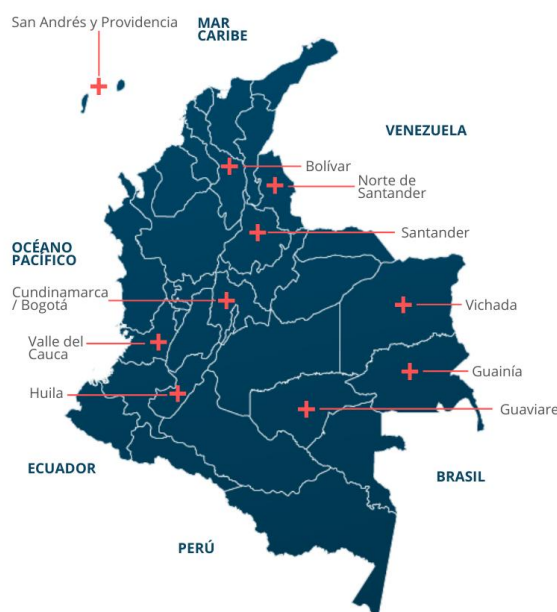 San Andrés y Providencia
MAR
CARIBE
VENEZUELA
Bolívar
Norte de
Santander
Santander
OCÉANO
PACÍFICO
Cundinamarca
/ Bogotá
Vichada
Valle del
Cauca
Guainía
Huila
Guaviare
ECUADOR
BRASIL
PERÚ